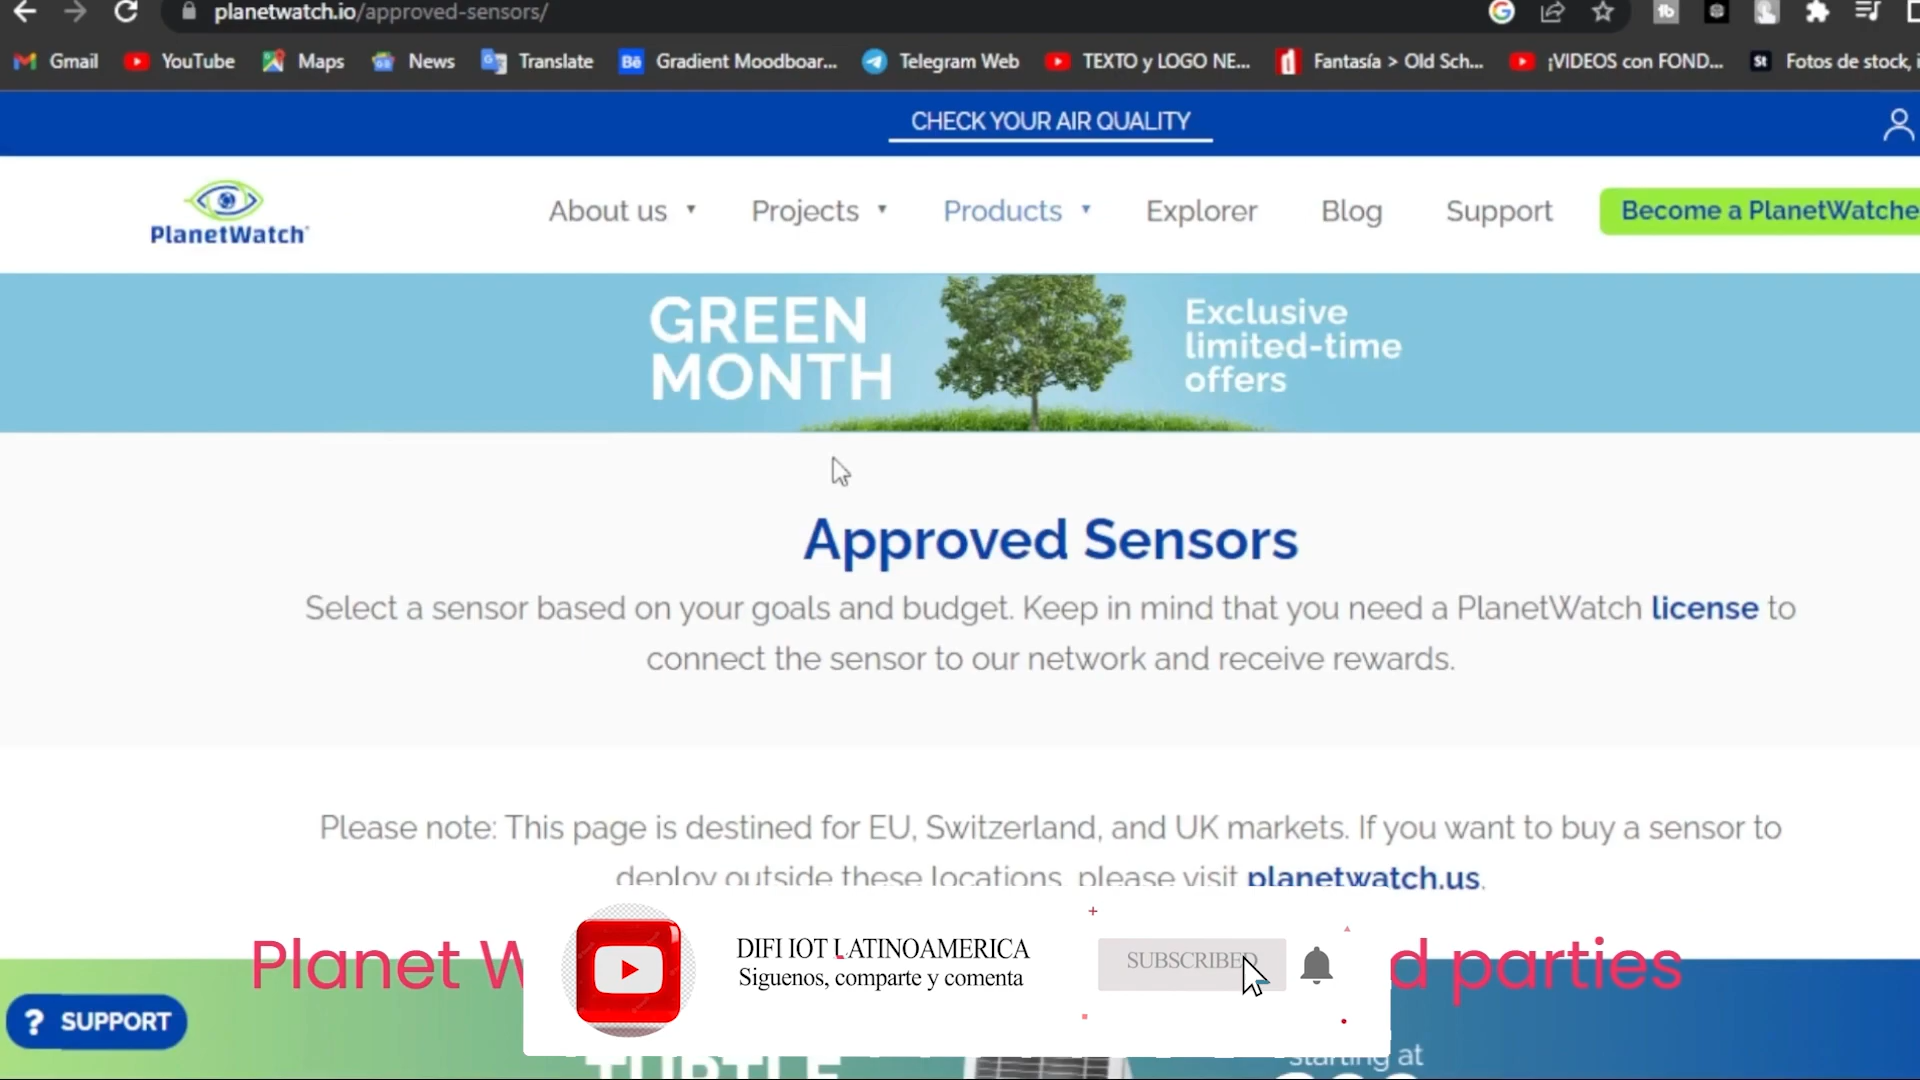 planetwatch.io/approved-sensors/
Gmail YouTube Maps News Translate Gradient Moodboar... Telegram Web TEXTO y LOGO NE... Fantasía > Old Sch... ¡VIDEOS con FOND... Fotos de stock,
CHECK YOUR AIR QUALITY
PlanetWatch
About us Projects Products Explorer Blog Support Become a PlanetWatche
GREEN
MONTH
Exclusive
limited-time
offers
Approved Sensors
Select a sensor based on your goals and budget. Keep in mind that you need a PlanetWatch license to
connect the sensor to our network and receive rewards.
Please note: This page is destined for EU, Switzerland, and UK markets. If you want to buy a sensor to
deploy outside these locations, please visit planetwatch.us.
Planet W
d parties
DIFI IOT LATINOAMERICA
Siguenos, comparte y comenta
SUBSCRIBED
? SUPPORT
TURTLE
starting at